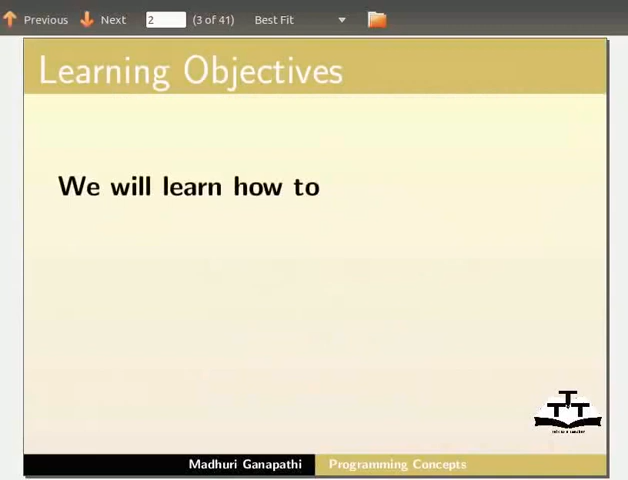 Previous Next 2 (3 of 41) Best Fit
Learning Objectives
We will learn how to
TTT
Madhuri Ganapathi Programming Concepts